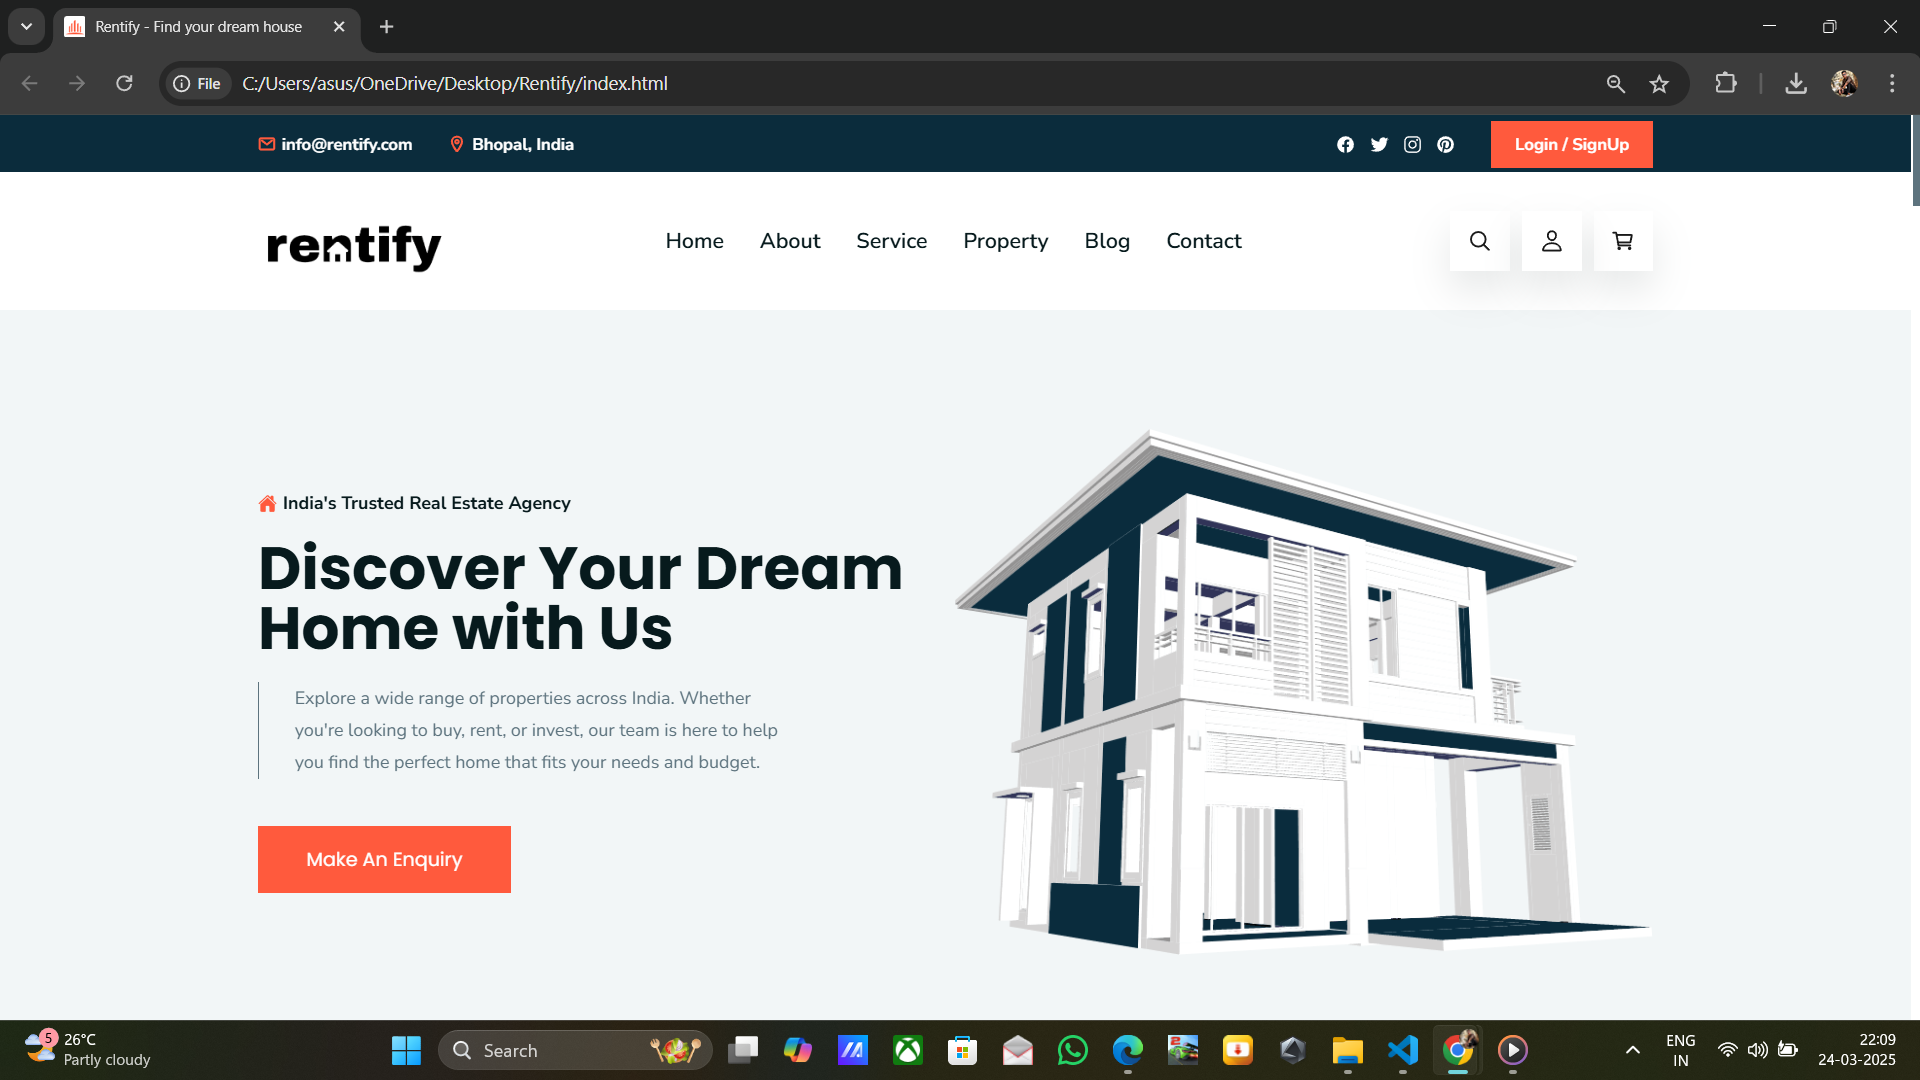 Rentify - Find your dream house
File
C:/Users/asus/OneDrive/Desktop/Rentify/index.html
info@rentify.com
Bhopal, India
Login / SignUp
rentify
Home
About
Service
Property
Blog
Contact
India's Trusted Real Estate Agency
Discover Your Dream
Home with Us
Explore a wide range of properties across India. Whether
you're looking to buy, rent, or invest, our team is here to help
you find the perfect home that fits your needs and budget.
Make An Enquiry
5
26°C
Partly cloudy
Search
2
ENG
IN
22:09
24-03-2025